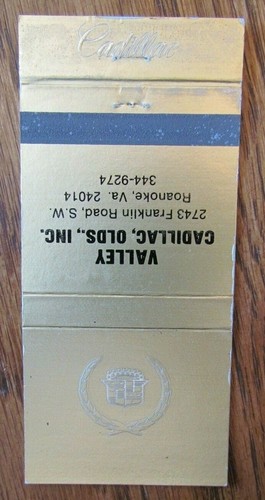 Cadillac
VALLEY
CADILLAC, OLDS., INC.
2743 Franklin Road, S.W.
Roanoke, Va. 24014
344-9274